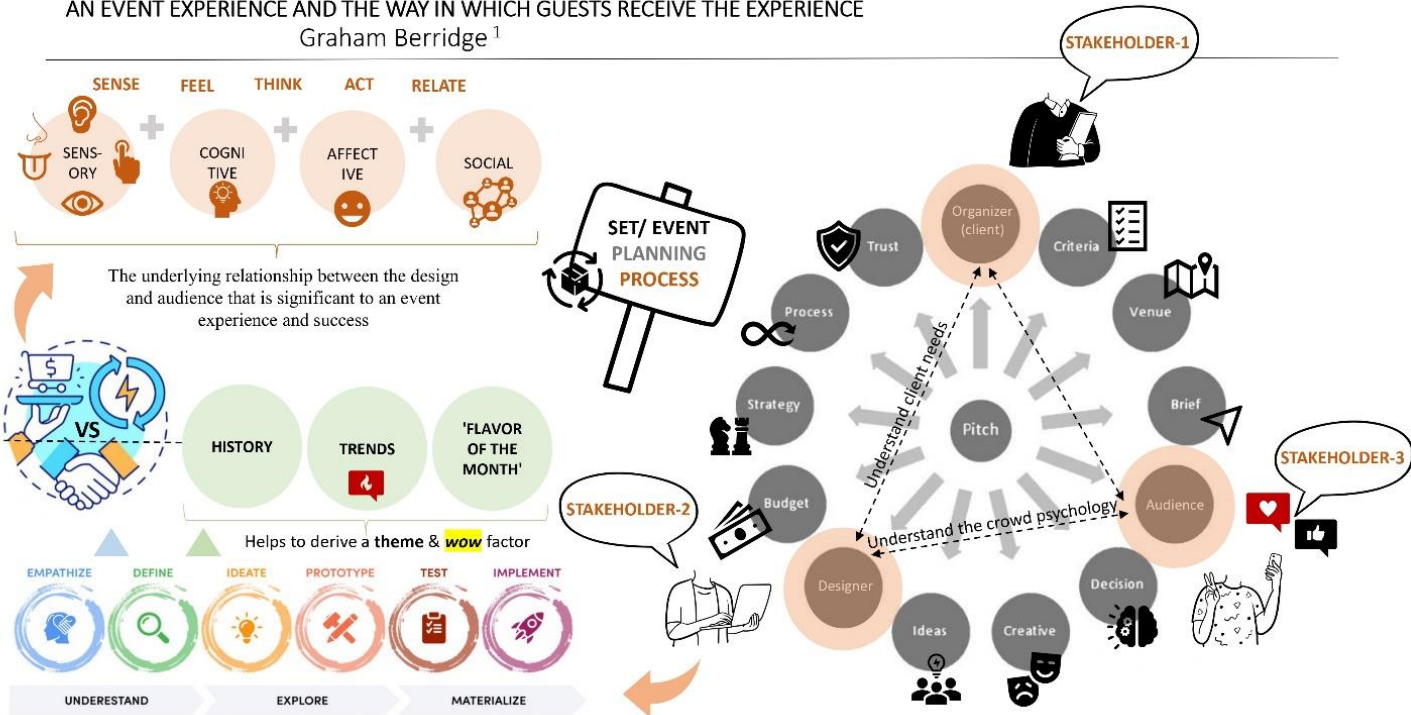 AN EVENT EXPERIENCE AND THE WAY IN WHICH GUESTS RECEIVE THE EXPERIENCE
Graham Berridge 1
SENSE FEEL THINK ACT RELATE
SENS-
ORY
COGNI
TIVE
AFFECT
IVE
SOCIAL
The underlying relationship between the design
and audience that is significant to an event
experience and success
VS
HISTORY
TRENDS
'FLAVOR
OF THE
MONTH'
Helps to derive a theme & wow factor
EMPATHIZE DEFINE IDEATE PROTOTYPE TEST IMPLEMENT
UNDERESTAND EXPLORE MATERIALIZE
SET/ EVENT
PLANNING
PROCESS
STAKEHOLDER-1
Organizer
(client)
Criteria
Venue
Brief
STAKEHOLDER-3
Audience
Decision
Creative
Ideas
Designer
STAKEHOLDER-2
Budget
Strategy
Process
Trust
Pitch
Understand client needs
Understand the crowd psychology